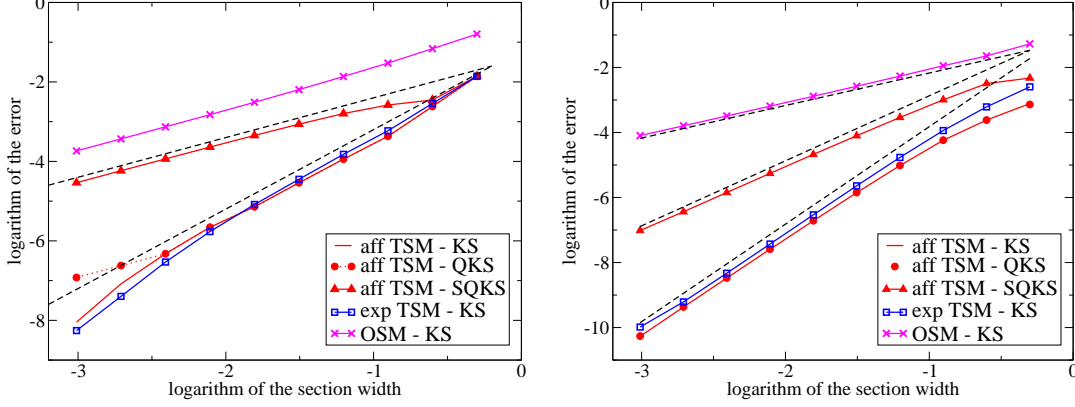 0
-2
-4
-6
-8
-3
-2
-1
0
logarithm of the error
logarithm of the section width
aff TSM - KS
aff TSM - QKS
aff TSM - SQKS
exp TSM - KS
OSM - KS
0
-2
-4
-6
-8
-10
-3
-2
-1
0
logarithm of the error
logarithm of the section width
aff TSM - KS
aff TSM - QKS
aff TSM - SQKS
exp TSM - KS
OSM - KS